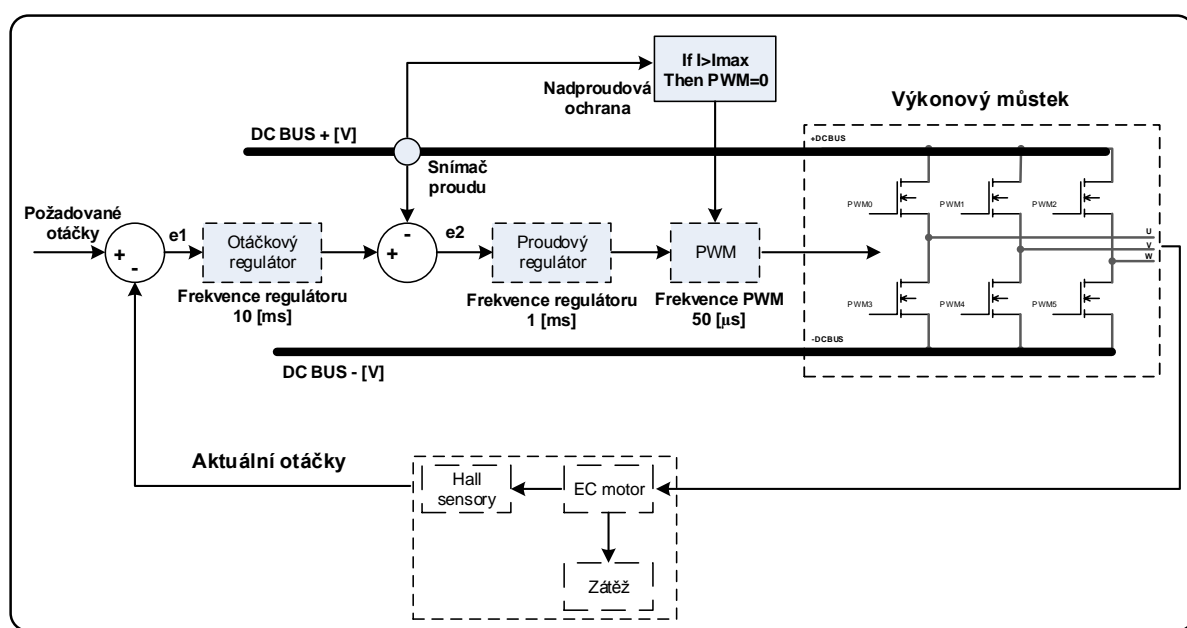 If I>Imax
Then PWM=0
Nadproudová
ochrana
Výkonový můstek
DC BUS + [V]
+DCBUS
Snímač
proudu
PWM0
PWM1
PWM2
Požadované
otáčky
+
-
e1
Otáčkový
regulátor
-
+
e2
Proudový
regulátor
PWM
U
V
W
Frekvence regulátoru
10 [ms]
Frekvence regulátoru
1 [ms]
Frekvence PWM
50 [μs]
PWM3
PWM4
PWM5
-DCBUS
DC BUS - [V]
Aktuální otáčky
Hall
sensory
EC motor
Zátěž